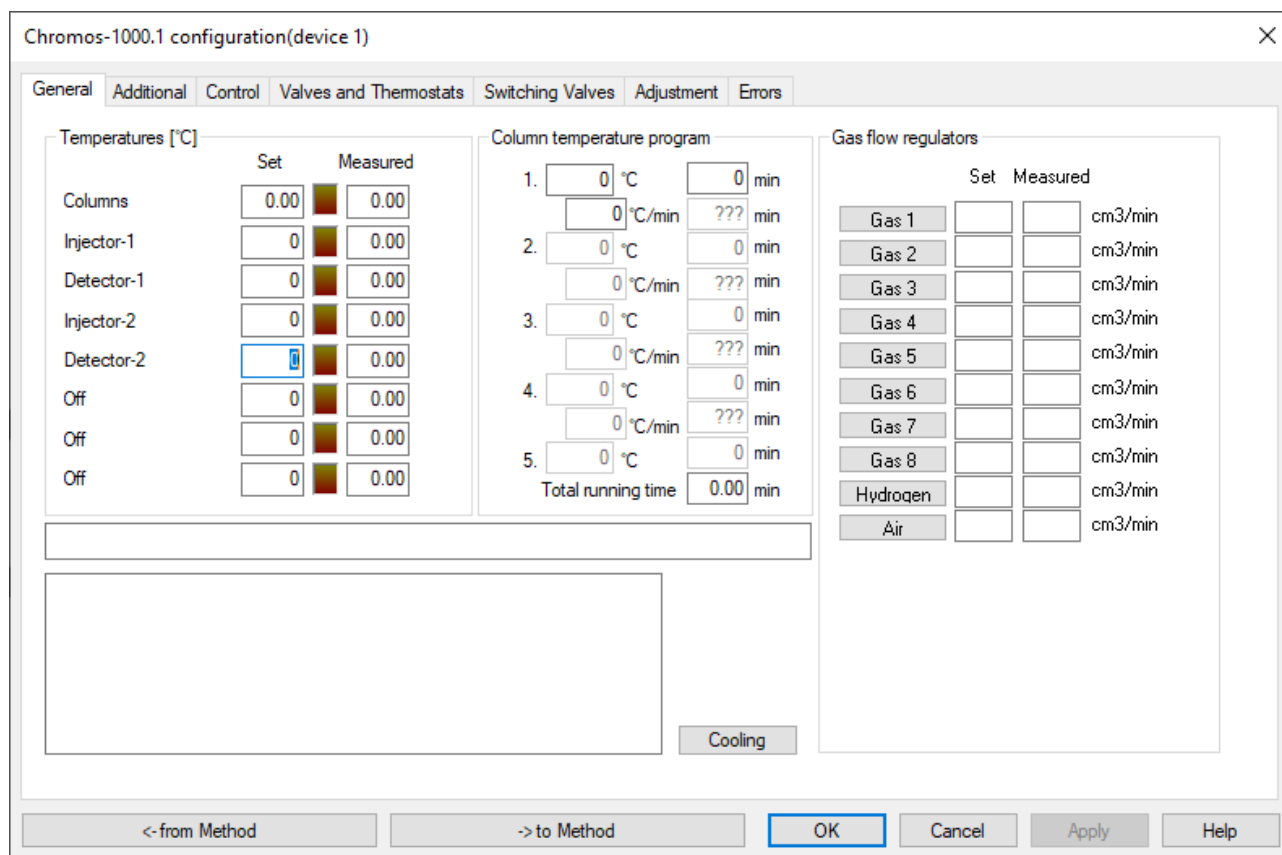 Chromos-1000.1 configuration(device 1)
General Additional Control Valves and Thermostats Switching Valves Adjustment Errors
Temperatures [°C]
Set Measured
Columns 0.00 0.00
Injector-1 0 0.00
Detector-1 0 0.00
Injector-2 0 0.00
Detector-2 0 0.00
Off 0 0.00
Off 0 0.00
Off 0 0.00
Column temperature program
1. 0 °C 0 min
0 °C/min ??? min
2. 0 °C 0 min
0 °C/min ??? min
3. 0 °C 0 min
0 °C/min ??? min
4. 0 °C 0 min
0 °C/min ??? min
5. 0 °C 0 min
Total running time 0.00 min
Gas flow regulators
Set Measured
Gas 1 cm3/min
Gas 2 cm3/min
Gas 3 cm3/min
Gas 4 cm3/min
Gas 5 cm3/min
Gas 6 cm3/min
Gas 7 cm3/min
Gas 8 cm3/min
Hydrogen cm3/min
Air cm3/min
Cooling
<-from Method -> to Method OK Cancel Apply Help